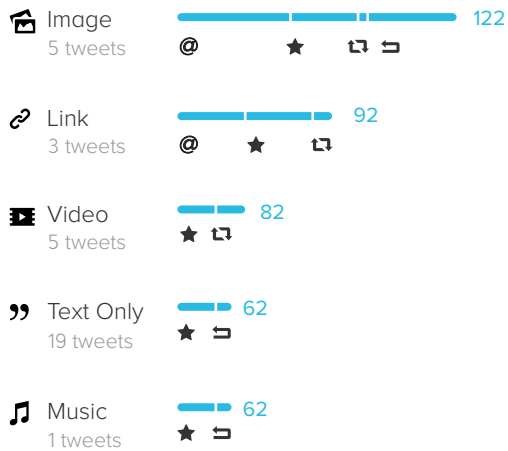 Image
122
5 tweets
@
Link
92
3 tweets
@
Video
82
5 tweets
Text Only
62
19 tweets
Music
62
1 tweets